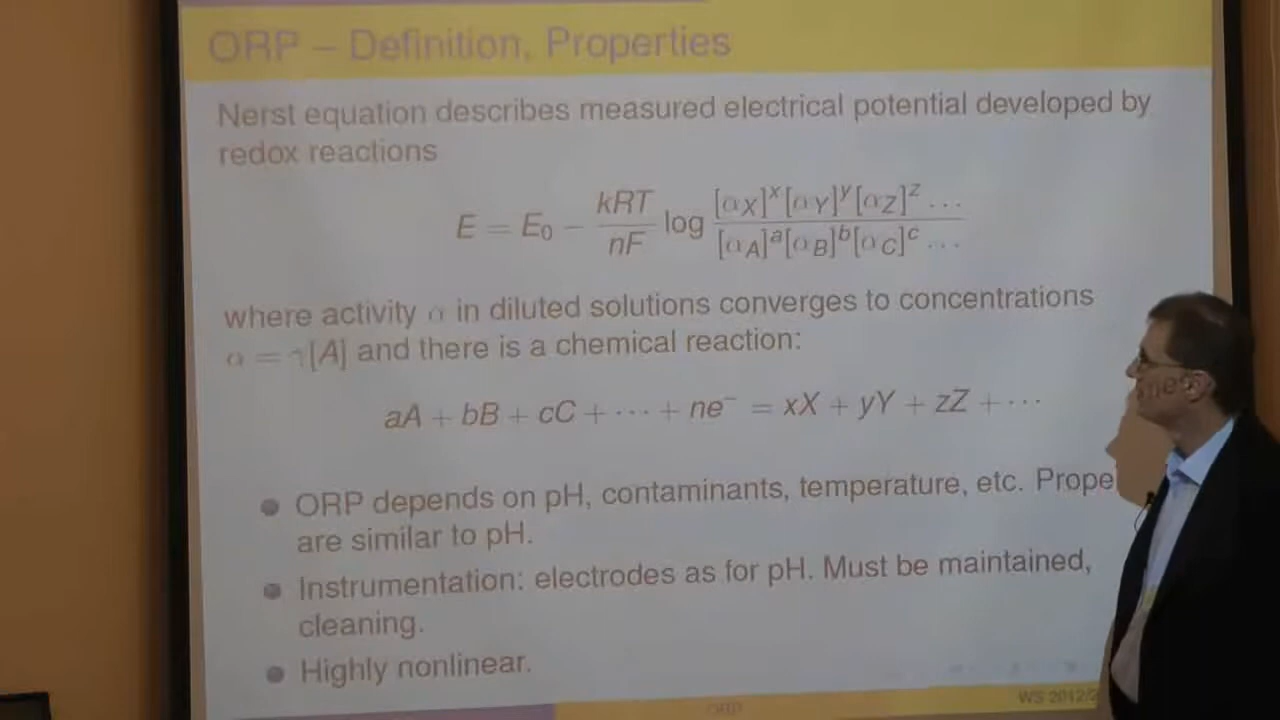 ORP – Definition, Properties
Nerst equation describes measured electrical potential developed by
redox reactions
E = E₀ − kRT/nF log [αX]ˣ[αY]ʸ[αZ]ᶻ ... / [αA]ᵃ[αB]ᵇ[αC]ᶜ ...
where activity α in diluted solutions converges to concentrations
α = γ[A] and there is a chemical reaction:
aA + bB + cC + ··· + ne⁻ = xX + yY + zZ + ···
ORP depends on pH, contaminants, temperature, etc. Prope
are similar to pH.
Instrumentation: electrodes as for pH. Must be maintained,
cleaning.
Highly nonlinear.
ORP WS 2012/2